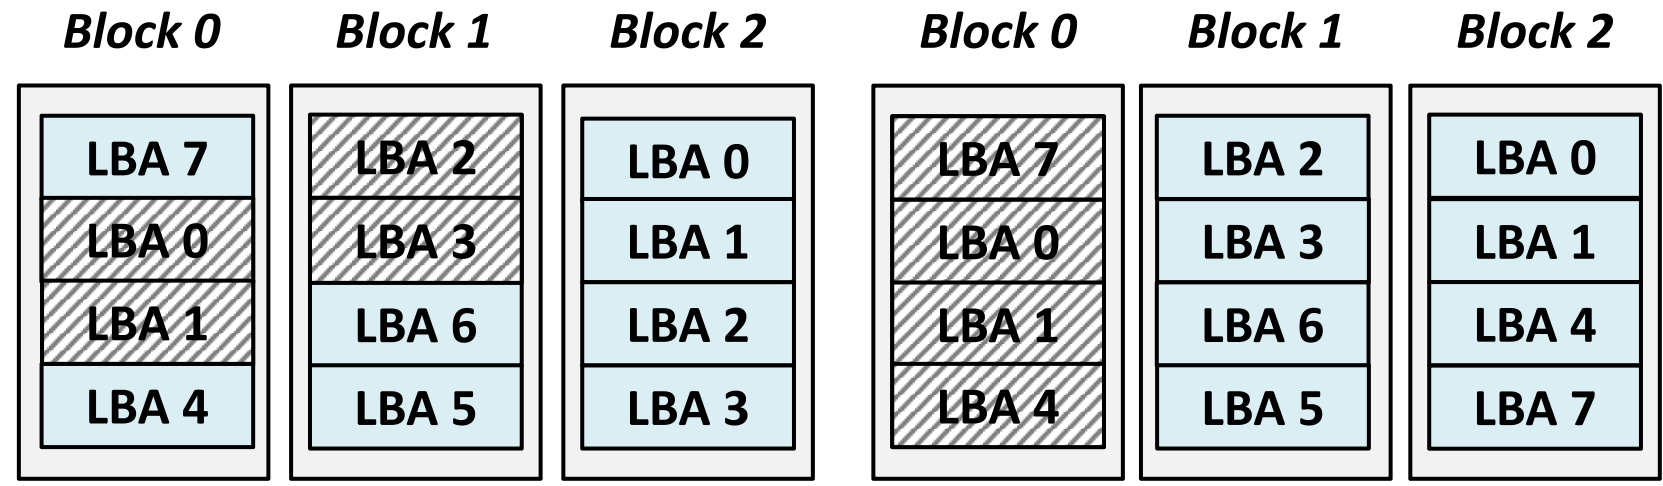 Block 0 Block 1 Block 2 Block 0 Block 1 Block 2
LBA 7 LBA 2 LBA 0 LBA 7 LBA 2 LBA 0
LBA 0 LBA 3 LBA 1 LBA 0 LBA 3 LBA 1
LBA 1 LBA 6 LBA 2 LBA 1 LBA 6 LBA 4
LBA 4 LBA 5 LBA 3 LBA 4 LBA 5 LBA 7